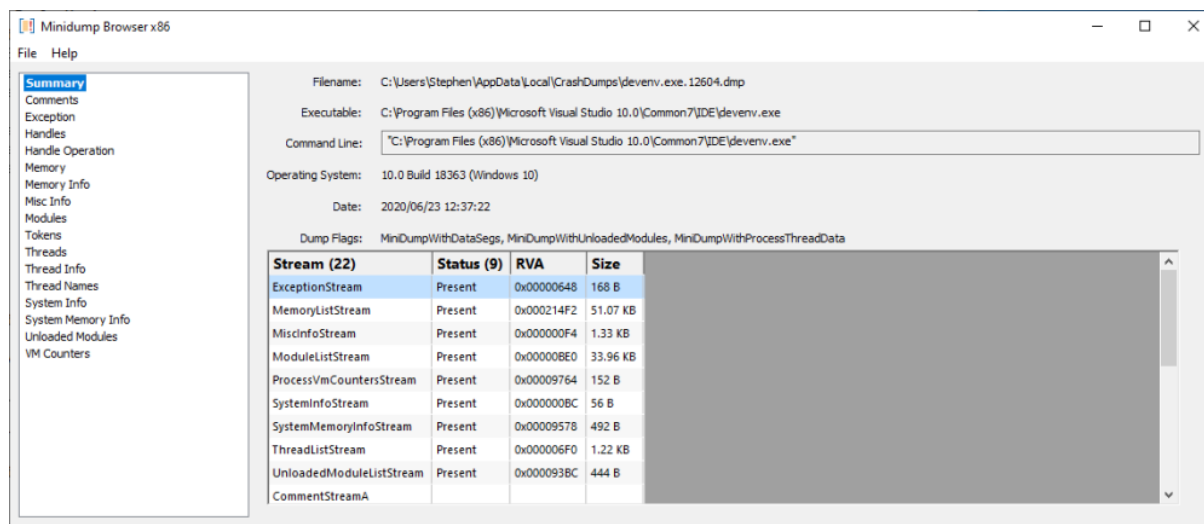 Minidump Browser x86
File Help
Summary
Comments
Exception
Handles
Handle Operation
Memory
Memory Info
Misc Info
Modules
Tokens
Threads
Thread Info
Thread Names
System Info
System Memory Info
Unloaded Modules
VM Counters
Filename: C:\Users\Stephen\AppData\Local\CrashDumps\devenv.exe.12604.dmp
Executable: C:\Program Files (x86)\Microsoft Visual Studio 10.0\Common7\IDE\devenv.exe
Command Line: "C:\Program Files (x86)\Microsoft Visual Studio 10.0\Common7\IDE\devenv.exe"
Operating System: 10.0 Build 18363 (Windows 10)
Date: 2020/06/23 12:37:22
Dump Flags: MiniDumpWithDataSegs, MiniDumpWithUnloadedModules, MiniDumpWithProcessThreadData
Stream (22) Status (9) RVA Size
ExceptionStream Present 0x00000648 168 B
MemoryListStream Present 0x000214F2 51.07 KB
MiscInfoStream Present 0x000000F4 1.33 KB
ModuleListStream Present 0x00000BE0 33.96 KB
ProcessVmCountersStream Present 0x00009764 152 B
SystemInfoStream Present 0x000000BC 56 B
SystemMemoryInfoStream Present 0x00009578 492 B
ThreadListStream Present 0x000006F0 1.22 KB
UnloadedModuleListStream Present 0x000093BC 444 B
CommentStreamA